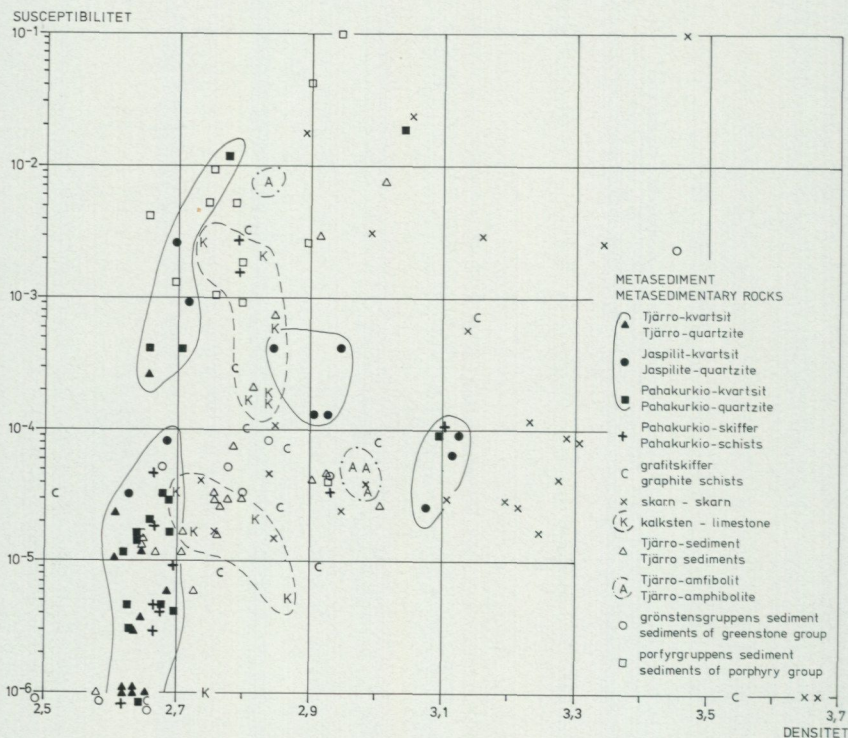 SUSCEPTIBILITET
10⁻¹
10⁻²
10⁻³
10⁻⁴
10⁻⁵
10⁻⁶
2,5
2,7
2,9
3,1
3,3
3,5
3,7
DENSITET
METASEDIMENT
METASEDIMENTARY ROCKS
Tjärro-kvartsit
Tjärro-quartzite
Jaspilit-kvartsit
Jaspilite-quartzite
Pahakurkio-kvartsit
Pahakurkio-quartzite
Pahakurkio-skiffer
Pahakurkio-schists
C grafitskiffer
graphite schists
skarn - skarn
K kalksten - limestone
Tjärro-sediment
Tjärro sediments
A Tjärro-amfibolit
Tjärro-amphibolite
grönstensgruppens sediment
sediments of greenstone group
porfyrgruppens sediment
sediments of porphyry group